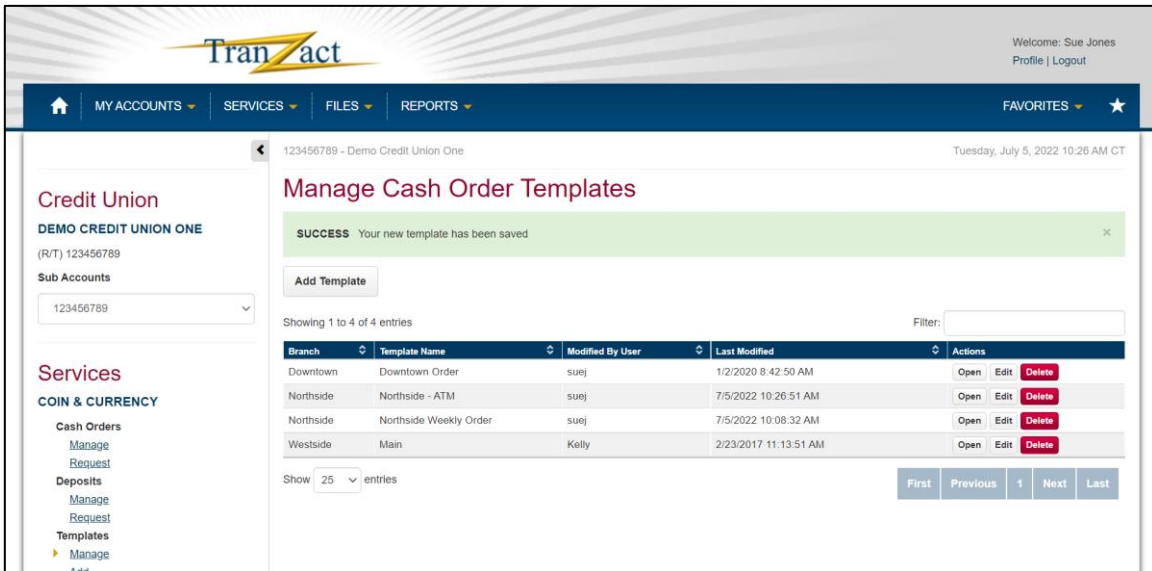 TranZact
Welcome: Sue Jones
Profile | Logout
MY ACCOUNTS
SERVICES
FILES
REPORTS
FAVORITES
Credit Union
DEMO CREDIT UNION ONE
(R/T) 123456789
Sub Accounts
123456789
Services
COIN & CURRENCY
Cash Orders
Manage
Request
Deposits
Manage
Request
Templates
Manage
Add
123456789 - Demo Credit Union One
Tuesday, July 5, 2022 10:26 AM CT
Manage Cash Order Templates
SUCCESS Your new template has been saved ×
Add Template
Showing 1 to 4 of 4 entries
Filter:
Branch Template Name Modified By User Last Modified Actions
Downtown Downtown Order suej 1/2/2020 8:42:50 AM Open Edit Delete
Northside Northside - ATM suej 7/5/2022 10:26:51 AM Open Edit Delete
Northside Northside Weekly Order suej 7/5/2022 10:08:32 AM Open Edit Delete
Westside Main Kelly 2/23/2017 11:13:51 AM Open Edit Delete
Show 25 entries
First Previous 1 Next Last